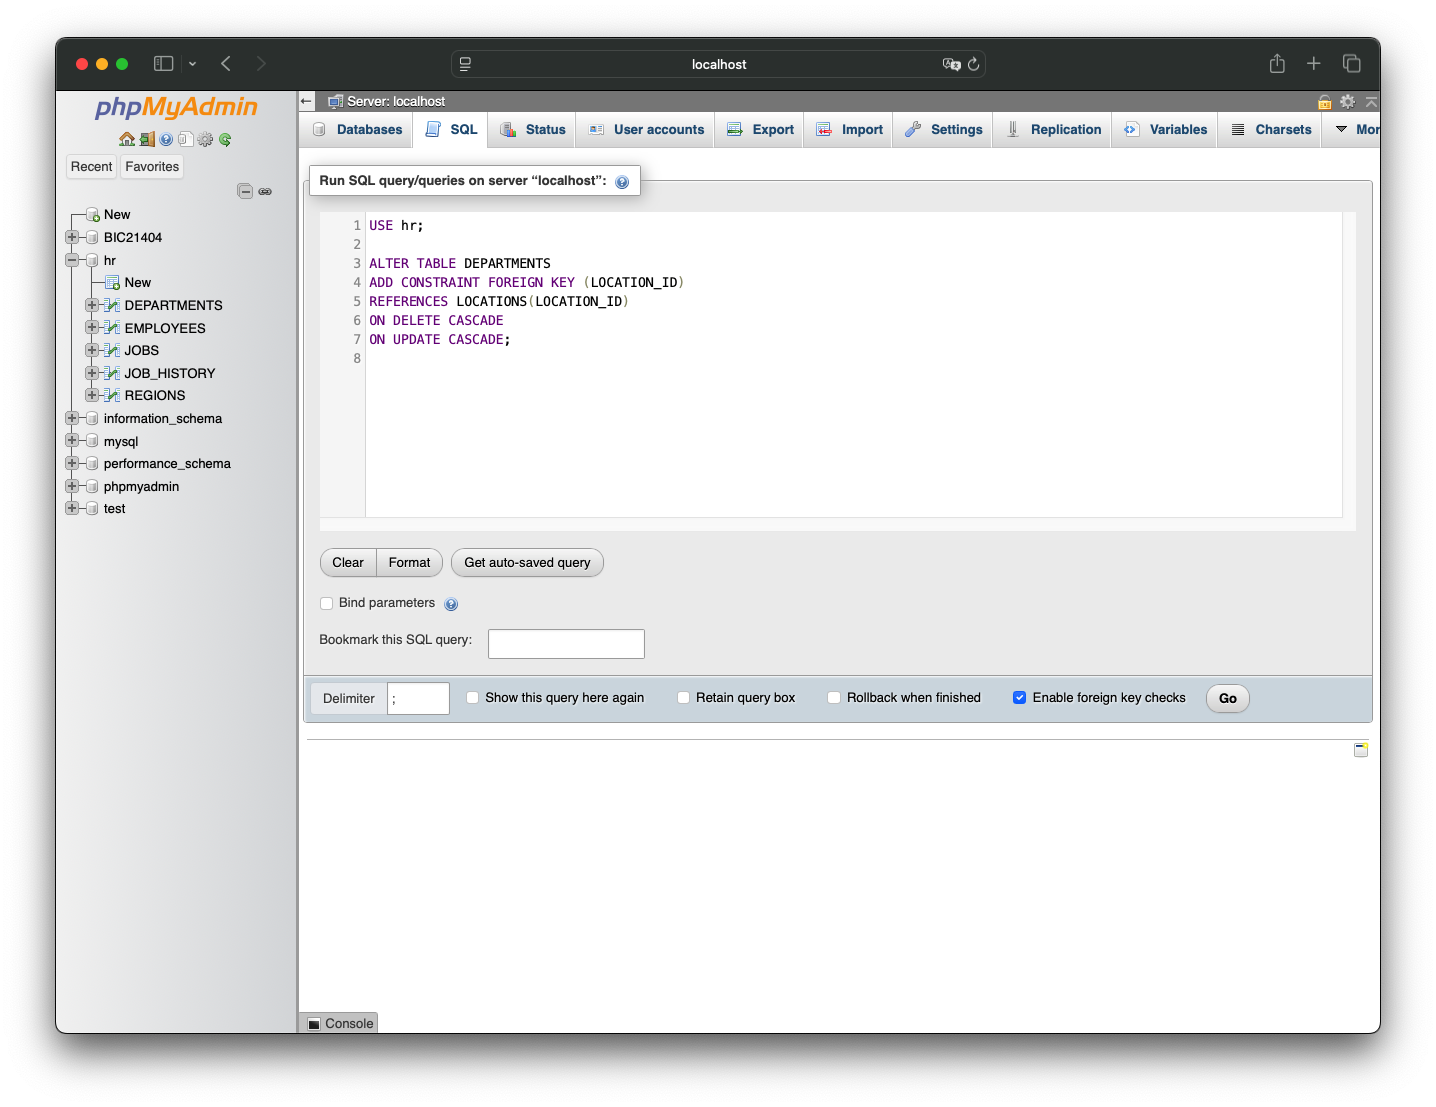 localhost
phpMyAdmin
Recent
Favorites
New
BIC21404
hr
New
DEPARTMENTS
EMPLOYEES
JOBS
JOB_HISTORY
REGIONS
information_schema
mysql
performance_schema
phpmyadmin
test
Server: localhost
Databases
SQL
Status
User accounts
Export
Import
Settings
Replication
Variables
Charsets
Mor
Run SQL query/queries on server “localhost”:
1 USE hr;
2
3 ALTER TABLE DEPARTMENTS
4 ADD CONSTRAINT FOREIGN KEY (LOCATION_ID)
5 REFERENCES LOCATIONS(LOCATION_ID)
6 ON DELETE CASCADE
7 ON UPDATE CASCADE;
8
Clear
Format
Get auto-saved query
Bind parameters
Bookmark this SQL query:
Delimiter ;
Show this query here again
Retain query box
Rollback when finished
Enable foreign key checks
Go
Console